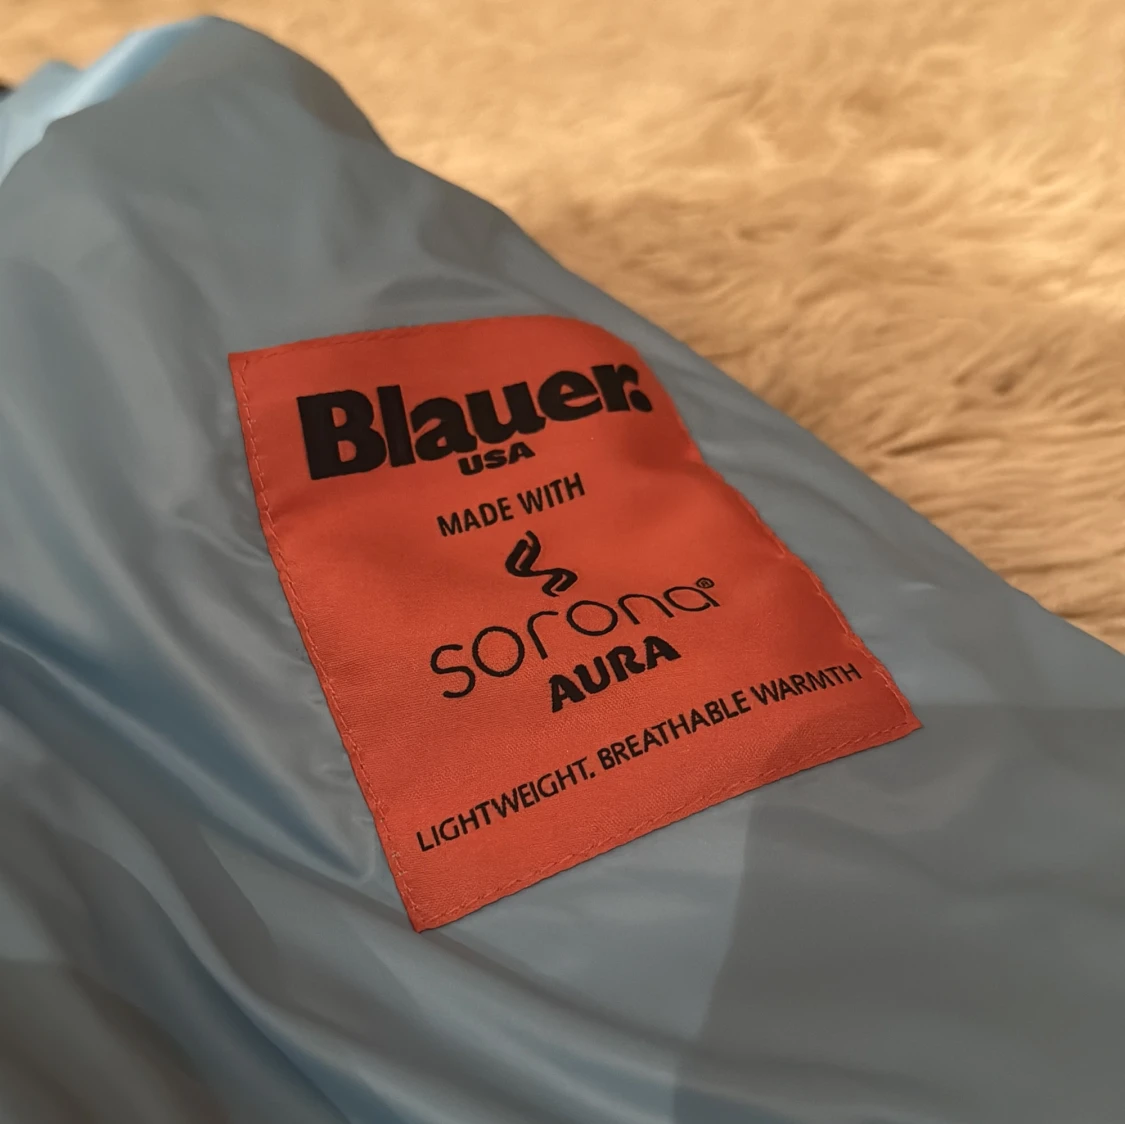 Blauer.
USA
MADE WITH
sorona®
AURA
LIGHTWEIGHT. BREATHABLE WARMTH